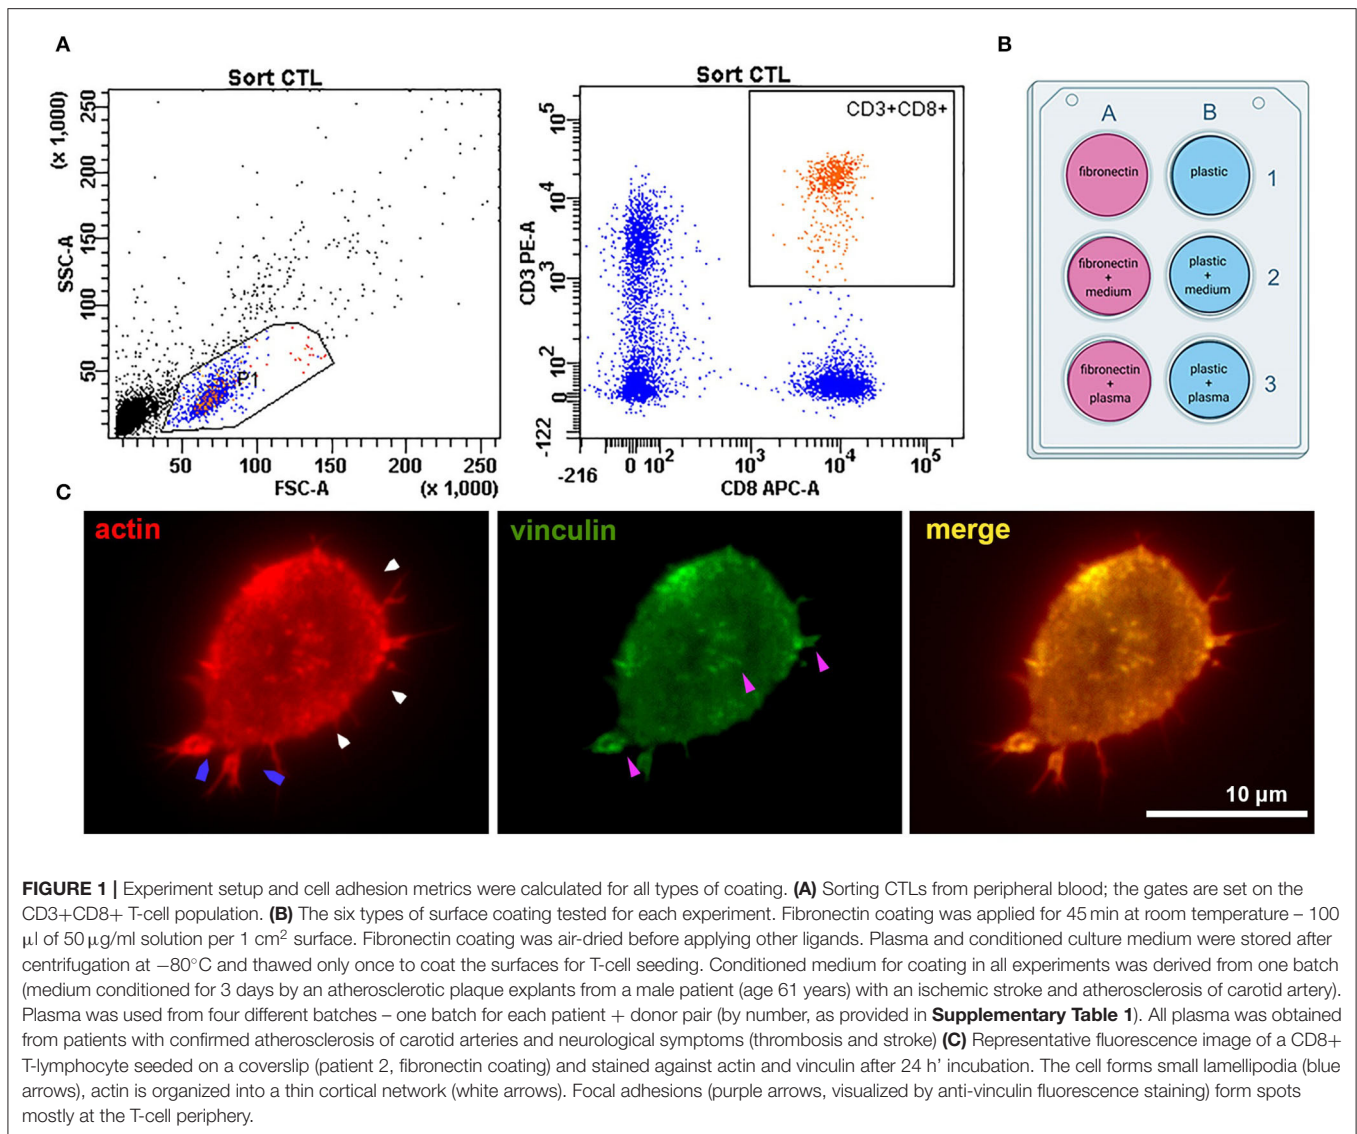 A
Sort CTL
(x 1,000)
250
200
150
100
50
SSC-A
P1
50 100 150 200 250
FSC-A (x 1,000)
Sort CTL
CD3+CD8+
10^5
10^4
10^3
10^2
0
-122
CD3 PE-A
-216 0 10^2 10^3 10^4 10^5
CD8 APC-A
B
A B
fibronectin plastic 1
fibronectin + medium plastic + medium 2
fibronectin + plasma plastic + plasma 3
C
actin vinculin merge
10 µm
FIGURE 1 | Experiment setup and cell adhesion metrics were calculated for all types of coating. (A) Sorting CTLs from peripheral blood; the gates are set on the
CD3+CD8+ T-cell population. (B) The six types of surface coating tested for each experiment. Fibronectin coating was applied for 45 min at room temperature – 100
µl of 50 µg/ml solution per 1 cm² surface. Fibronectin coating was air-dried before applying other ligands. Plasma and conditioned culture medium were stored after
centrifugation at −80°C and thawed only once to coat the surfaces for T-cell seeding. Conditioned medium for coating in all experiments was derived from one batch
(medium conditioned for 3 days by an atherosclerotic plaque explants from a male patient (age 61 years) with an ischemic stroke and atherosclerosis of carotid artery).
Plasma was used from four different batches – one batch for each patient + donor pair (by number, as provided in Supplementary Table 1). All plasma was obtained
from patients with confirmed atherosclerosis of carotid arteries and neurological symptoms (thrombosis and stroke) (C) Representative fluorescence image of a CD8+
T-lymphocyte seeded on a coverslip (patient 2, fibronectin coating) and stained against actin and vinculin after 24 h' incubation. The cell forms small lamellipodia (blue
arrows), actin is organized into a thin cortical network (white arrows). Focal adhesions (purple arrows, visualized by anti-vinculin fluorescence staining) form spots
mostly at the T-cell periphery.